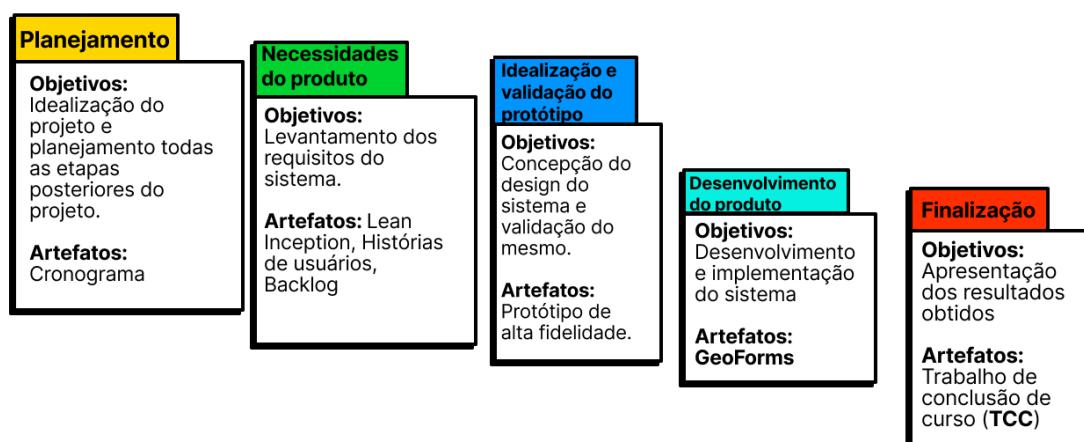 Planejamento
Objetivos:
Idealização do
projeto e
planejamento todas
as etapas
posteriores do
projeto.
Artefatos:
Cronograma
Necessidades
do produto
Objetivos:
Levantamento dos
requisitos do
sistema.
Artefatos: Lean
Inception, Histórias
de usuários,
Backlog
Idealização e
validação do
protótipo
Objetivos:
Concepção do
design do
sistema e
validação do
mesmo.
Artefatos:
Protótipo de
alta fidelidade.
Desenvolvimento
do produto
Objetivos:
Desenvolvimento
e implementação
do sistema
Artefatos:
GeoForms
Finalização
Objetivos:
Apresentação
dos resultados
obtidos
Artefatos:
Trabalho de
conclusão de
curso (TCC)